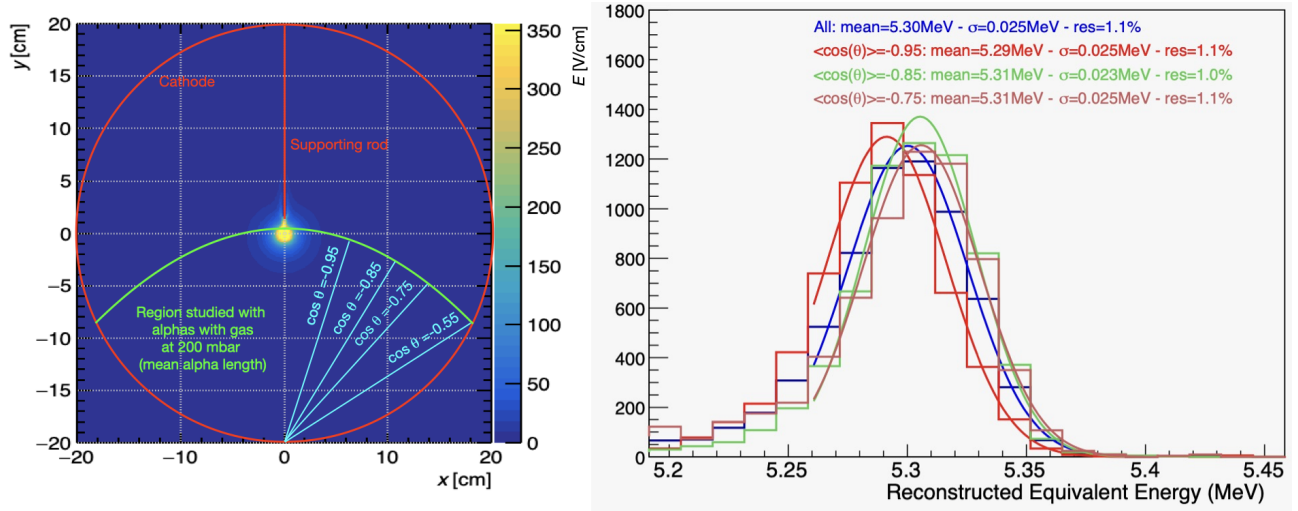 y [cm]
20
15
10
5
0
−5
−10
−15
−20
Cathode
Supporting rod
cos θ =-0.95
cos θ =-0.85
cos θ =-0.75
cos θ =-0.55
Region studied with
alphas with gas
at 200 mbar
(mean alpha length)
−20
−10
0
10
20
x [cm]
E [V/cm]
350
300
250
200
150
100
50
0
1800
1600
1400
1200
1000
800
600
400
200
0
All: mean=5.30MeV - σ=0.025MeV - res=1.1%
<cos(θ)>=-0.95: mean=5.29MeV - σ=0.025MeV - res=1.1%
<cos(θ)>=-0.85: mean=5.31MeV - σ=0.023MeV - res=1.0%
<cos(θ)>=-0.75: mean=5.31MeV - σ=0.025MeV - res=1.1%
5.2
5.25
5.3
5.35
5.4
5.45
Reconstructed Equivalent Energy (MeV)